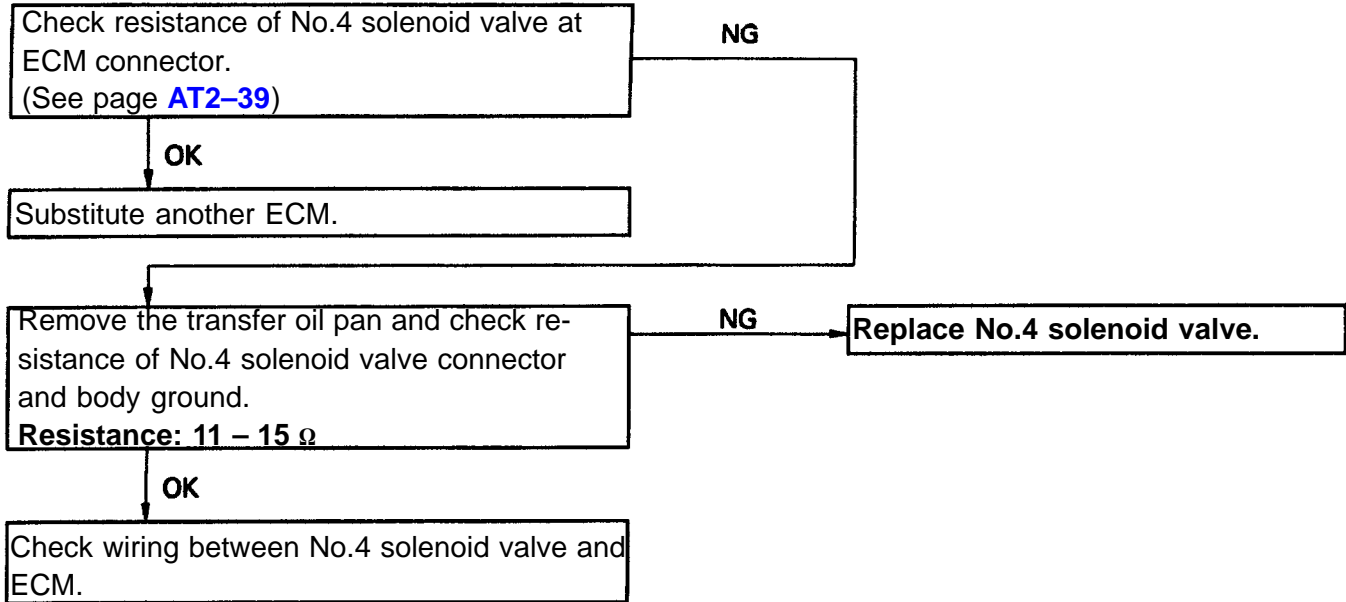 Check resistance of No.4 solenoid valve at
ECM connector.
(See page AT2–39)
NG
OK
Substitute another ECM.
Remove the transfer oil pan and check re-
sistance of No.4 solenoid valve connector
and body ground.
Resistance: 11 – 15 Ω
NG
Replace No.4 solenoid valve.
OK
Check wiring between No.4 solenoid valve and
ECM.